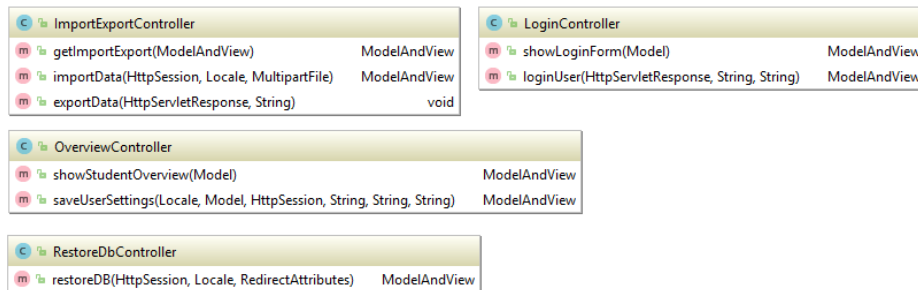 ImportExportController
getImportExport(ModelAndView) ModelAndView
importData(HttpSession, Locale, MultipartFile) ModelAndView
exportData(HttpServletResponse, String) void
LoginController
showLoginForm(Model) ModelAndView
loginUser(HttpServletResponse, String, String) ModelAndView
OverviewController
showStudentOverview(Model) ModelAndView
saveUserSettings(Locale, Model, HttpSession, String, String, String) ModelAndView
RestoreDbController
restoreDB(HttpSession, Locale, RedirectAttributes) ModelAndView